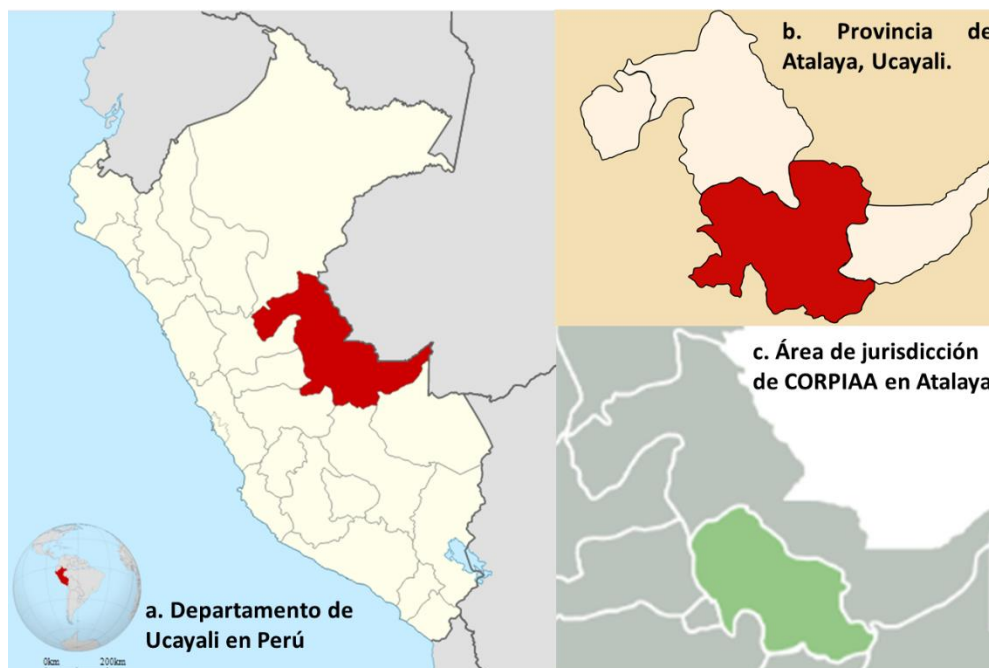 a. Departamento de
Ucayali en Perú
0km 200km
b. Provincia de
Atalaya, Ucayali.
c. Área de jurisdicción
de CORPIAA en Atalaya